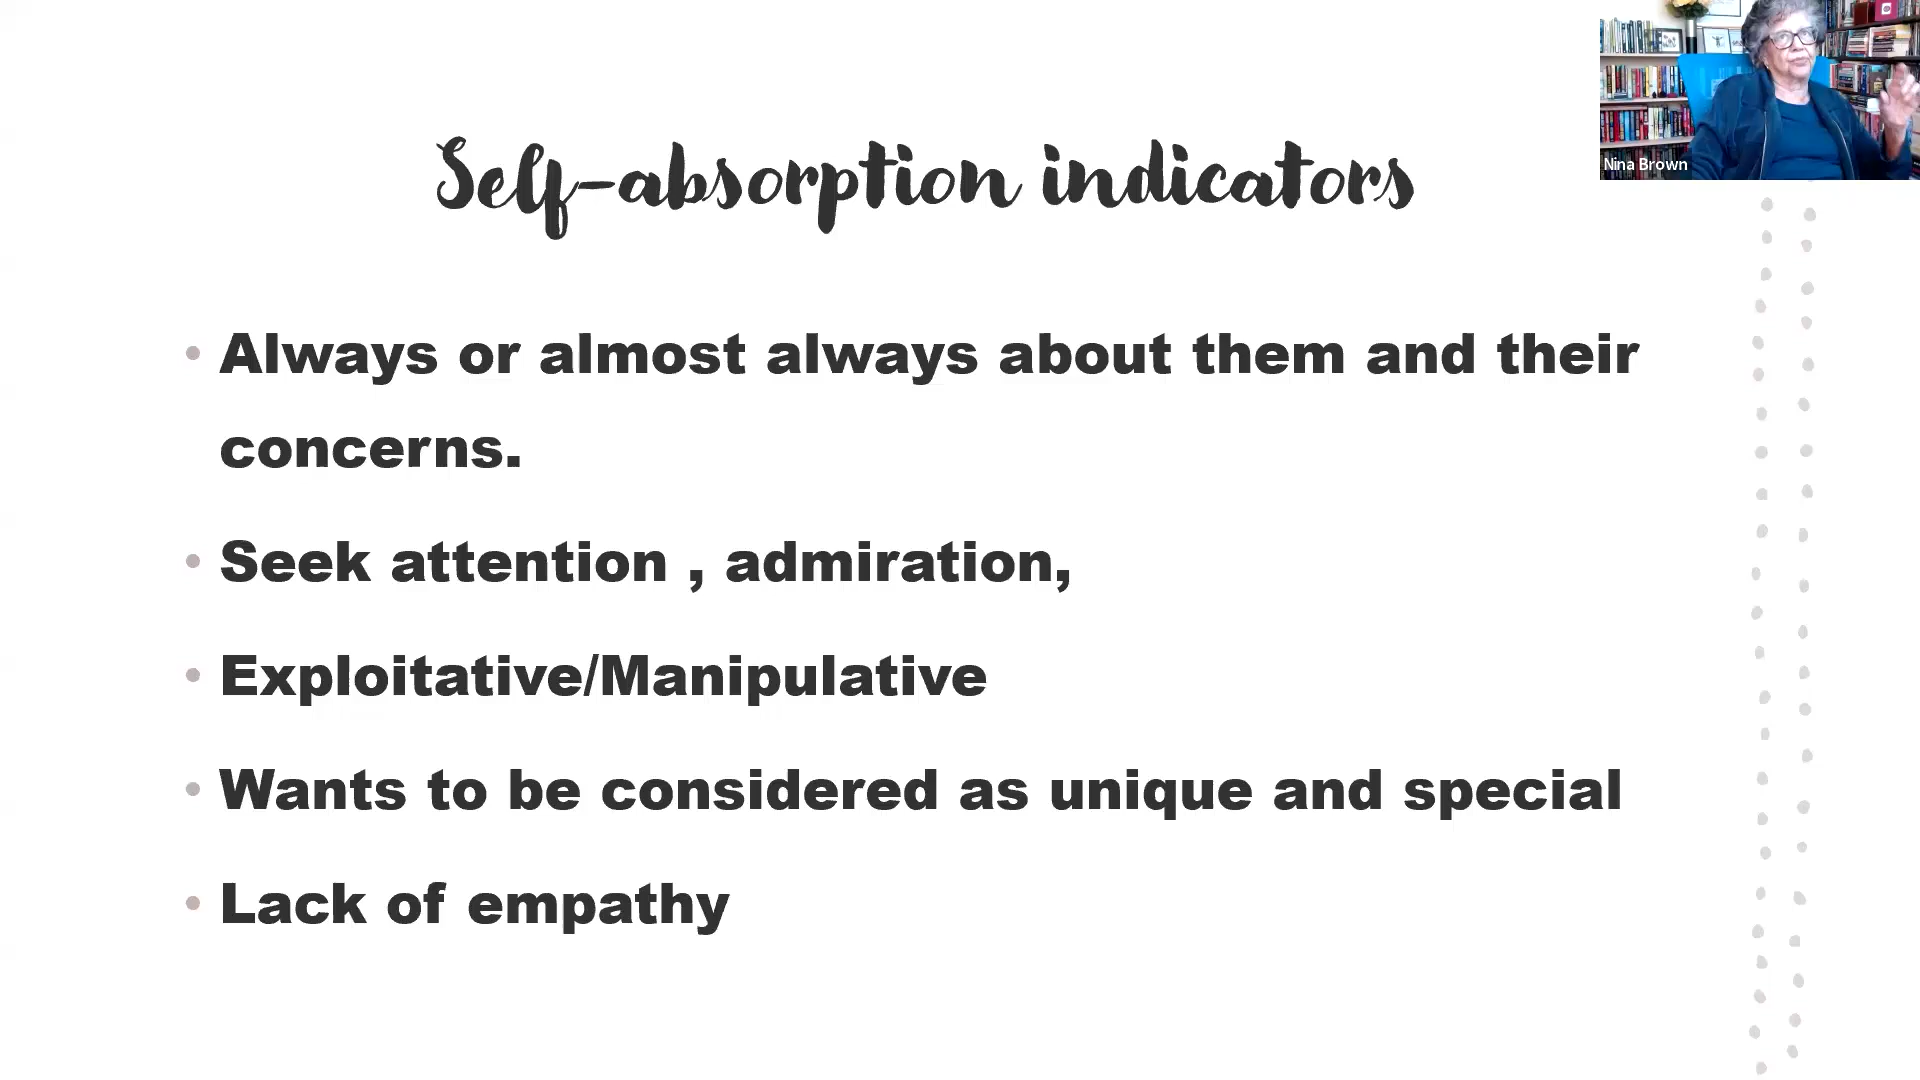 Nina Brown
Self-absorption indicators
• Always or almost always about them and their
concerns.
• Seek attention , admiration,
• Exploitative/Manipulative
• Wants to be considered as unique and special
• Lack of empathy